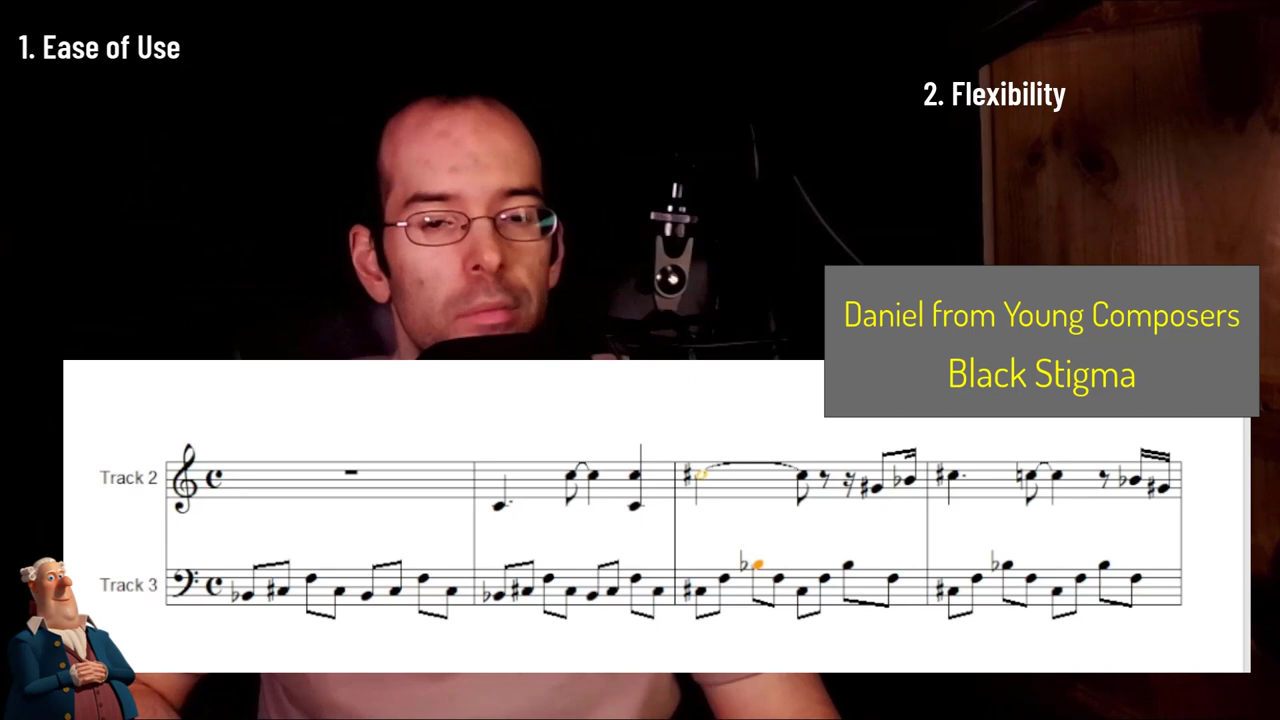 1. Ease of Use
2. Flexibility
Daniel from Young Composers
Black Stigma
Track 2
Track 3